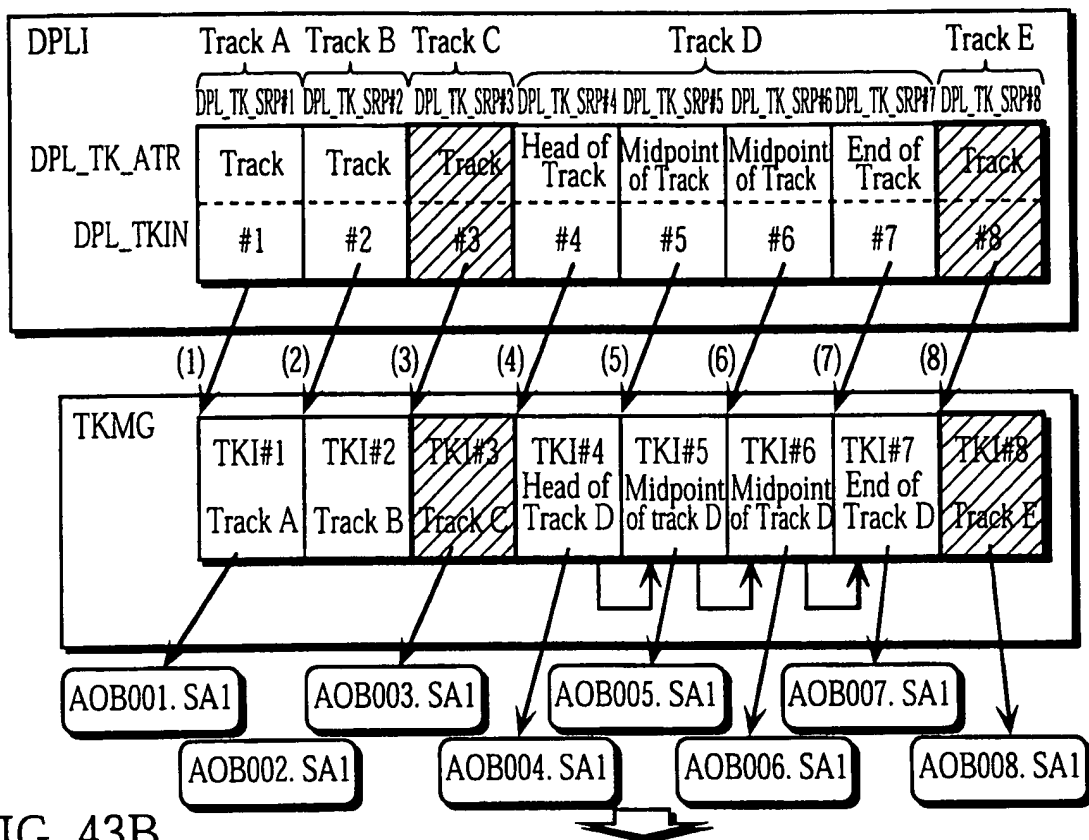 DPLI Track A Track B Track C Track D Track E
DPL_TK_SRP#1 DPL_TK_SRP#2 DPL_TK_SRP#3 DPL_TK_SRP#4 DPL_TK_SRP#5 DPL_TK_SRP#6 DPL_TK_SRP#7 DPL_TK_SRP#8
DPL_TK_ATR Track Track Track Head of Track Midpoint of Track Midpoint of Track End of Track Track
DPL_TKIN #1 #2 #3 #4 #5 #6 #7 #8
(1) (2) (3) (4) (5) (6) (7) (8)
TKMG
TKI#1 TKI#2 TKI#3 TKI#4 TKI#5 TKI#6 TKI#7 TKI#8
Track A Track B Track C Head of Track D Midpoint of track D Midpoint of Track D End of Track D Track E
AOB001. SA1 AOB003. SA1 AOB005. SA1 AOB007. SA1
AOB002. SA1 AOB004. SA1 AOB006. SA1 AOB008. SA1
IG. 43B